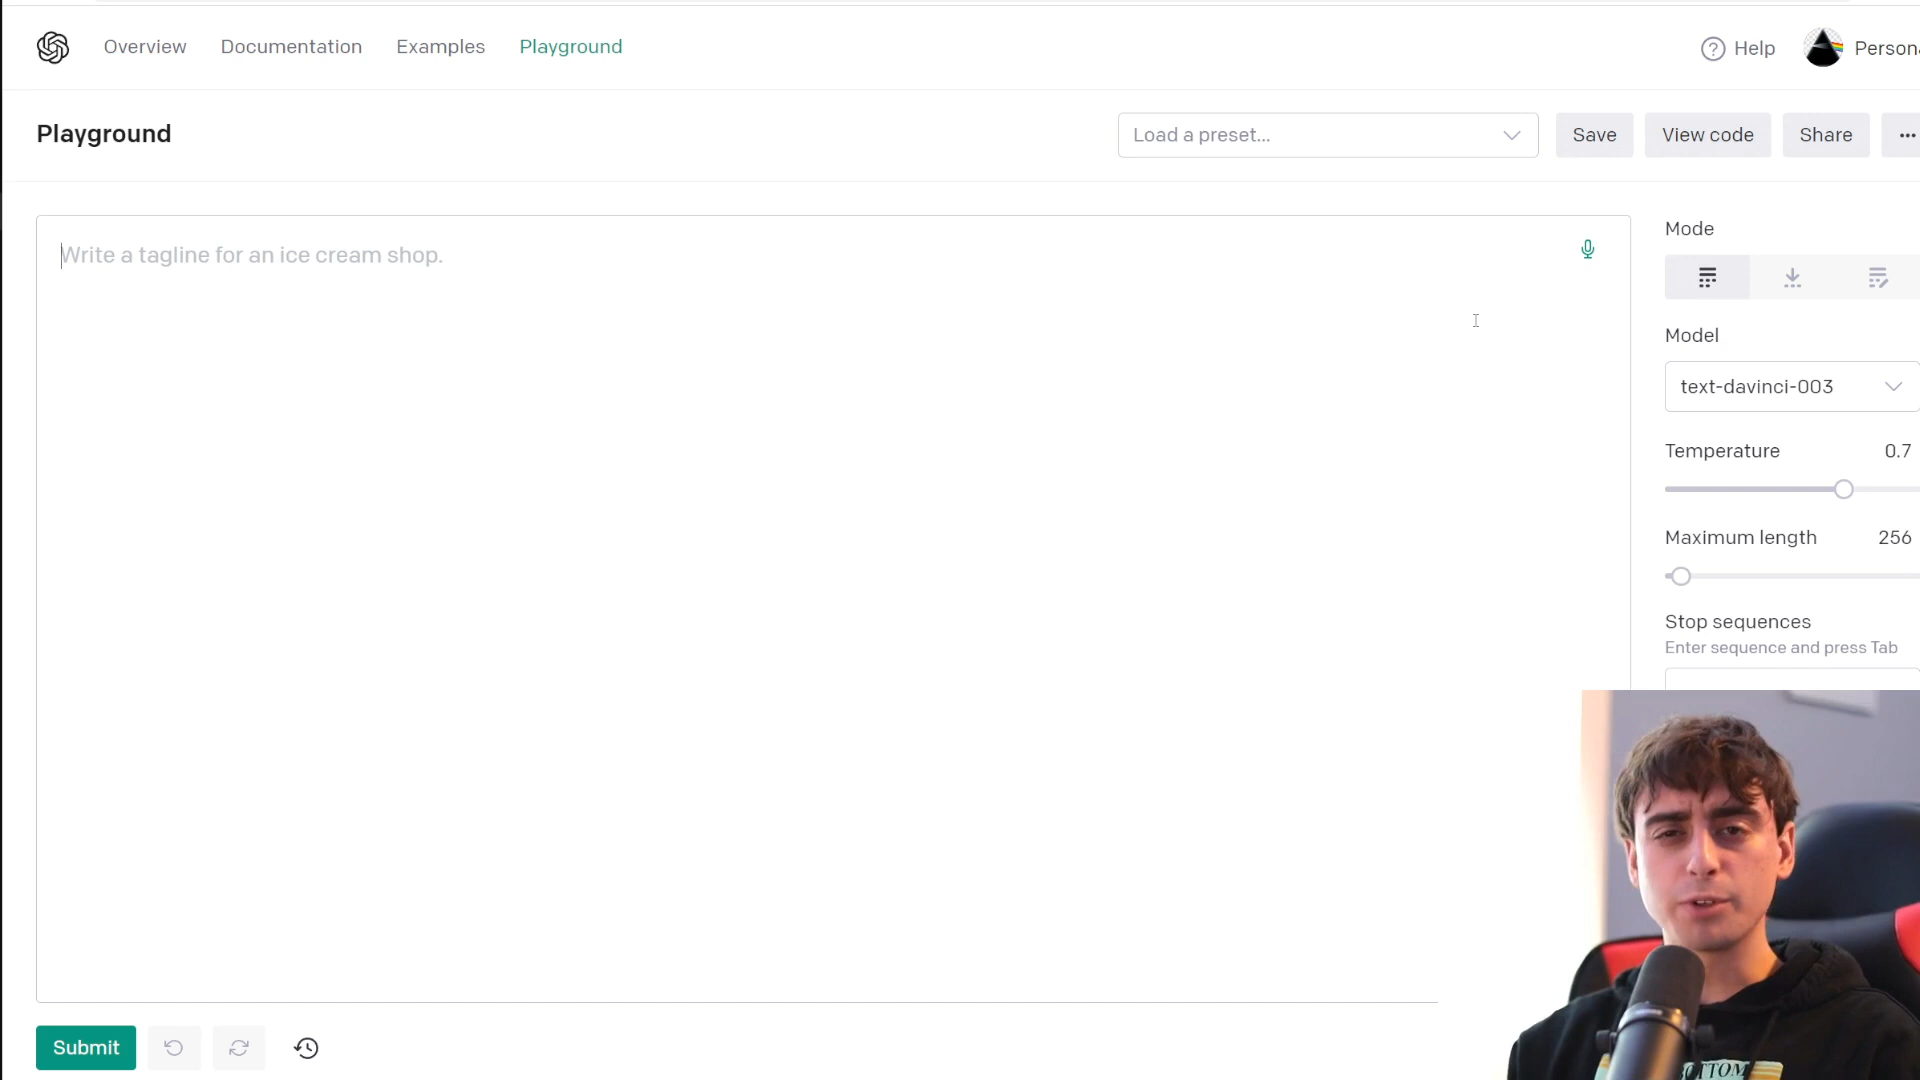 Overview Documentation Examples Playground
Help Persona
Playground
Load a preset... Save View code Share ...
Write a tagline for an ice cream shop.
Mode
Model
text-davinci-003
Temperature 0.7
Maximum length 256
Stop sequences
Enter sequence and press Tab
OTTOM
Submit